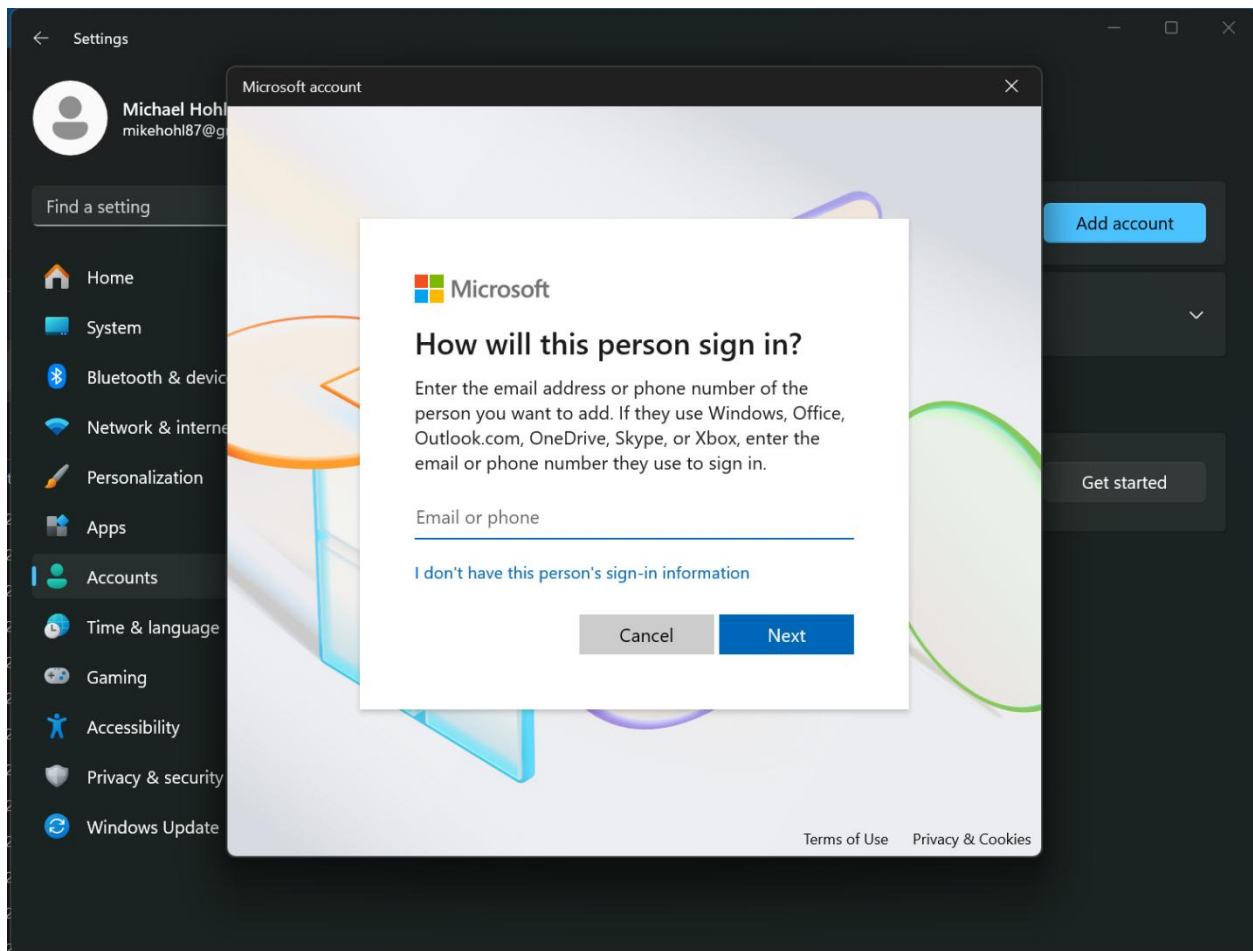 Settings
Michael Hohl
Find a setting
Home
System
Bluetooth &
Network &
Personalization
Apps
Accounts
Time & language
Gaming
Accessibility
Privacy & security
Windows Update
Microsoft account
Microsoft
How will this person sign in?
Enter the email address or phone number of the
person you want to add. If they use Windows, Office,
Outlook.com, OneDrive, Skype, or Xbox, enter the
email or phone number they use to sign in.
Email or phone
I don't have this person's sign-in information
Cancel Next
Terms of Use Privacy & Cookies
Add account
Get started